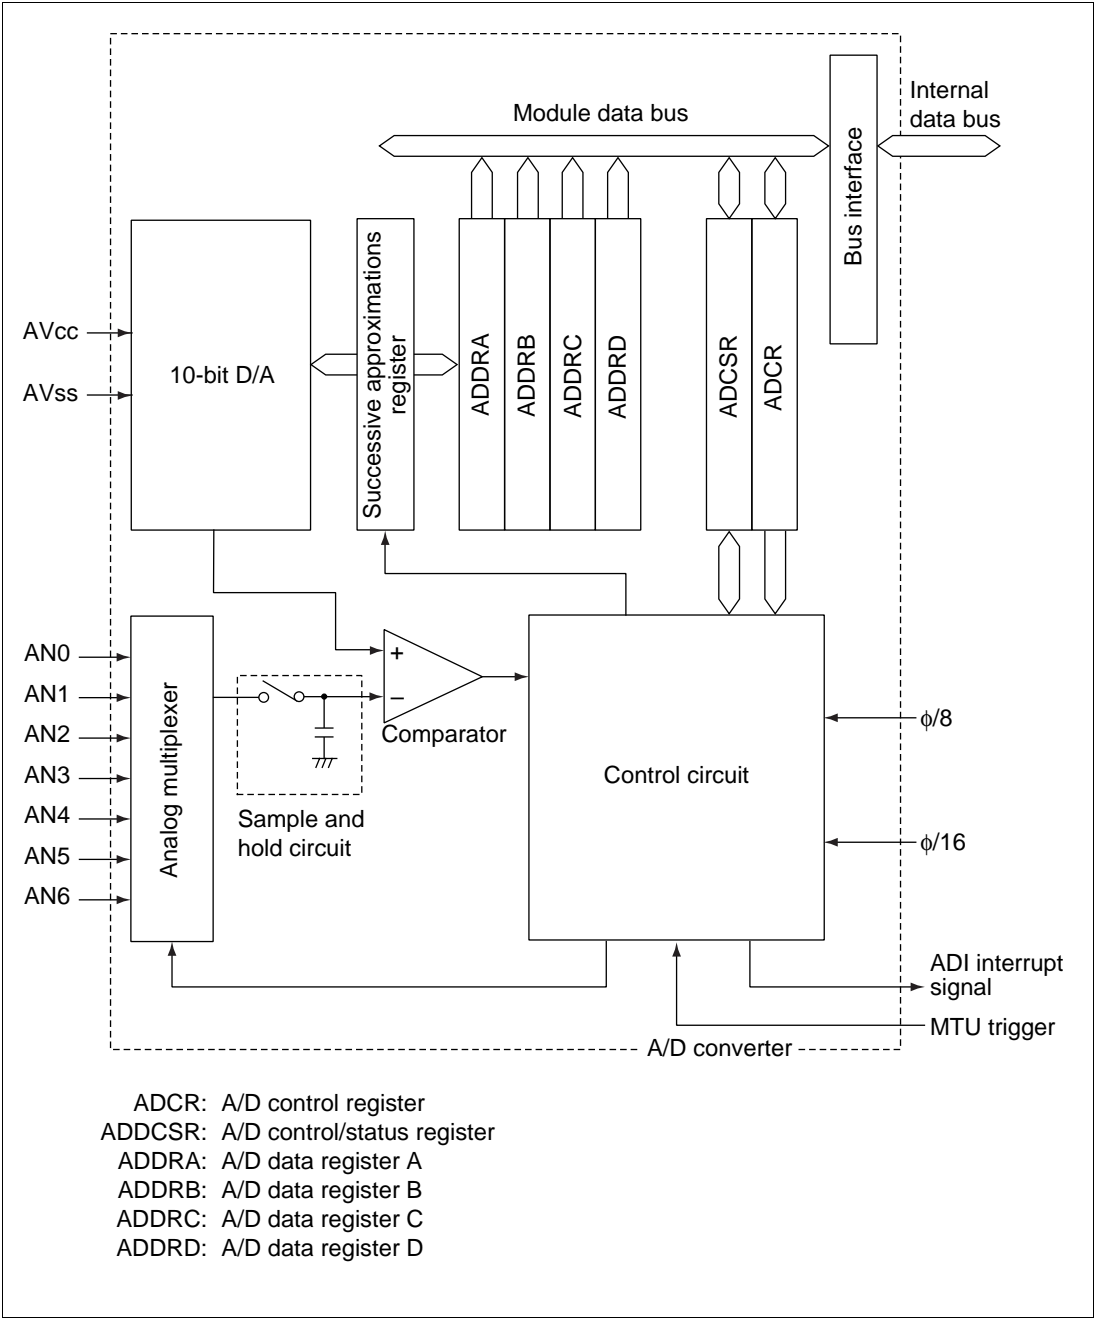 Internal
data bus
Module data bus
Bus interface
AVcc
AVss
10-bit D/A
Successive approximations
register
ADDRA
ADDRB
ADDRC
ADDRD
ADCSR
ADCR
AN0
AN1
AN2
AN3
AN4
AN5
AN6
Analog multiplexer
+
−
Comparator
Sample and
hold circuit
Control circuit
ϕ/8
ϕ/16
ADI interrupt
signal
MTU trigger
A/D converter
ADCR: A/D control register
ADDCSR: A/D control/status register
ADDRA: A/D data register A
ADDRB: A/D data register B
ADDRC: A/D data register C
ADDRD: A/D data register D